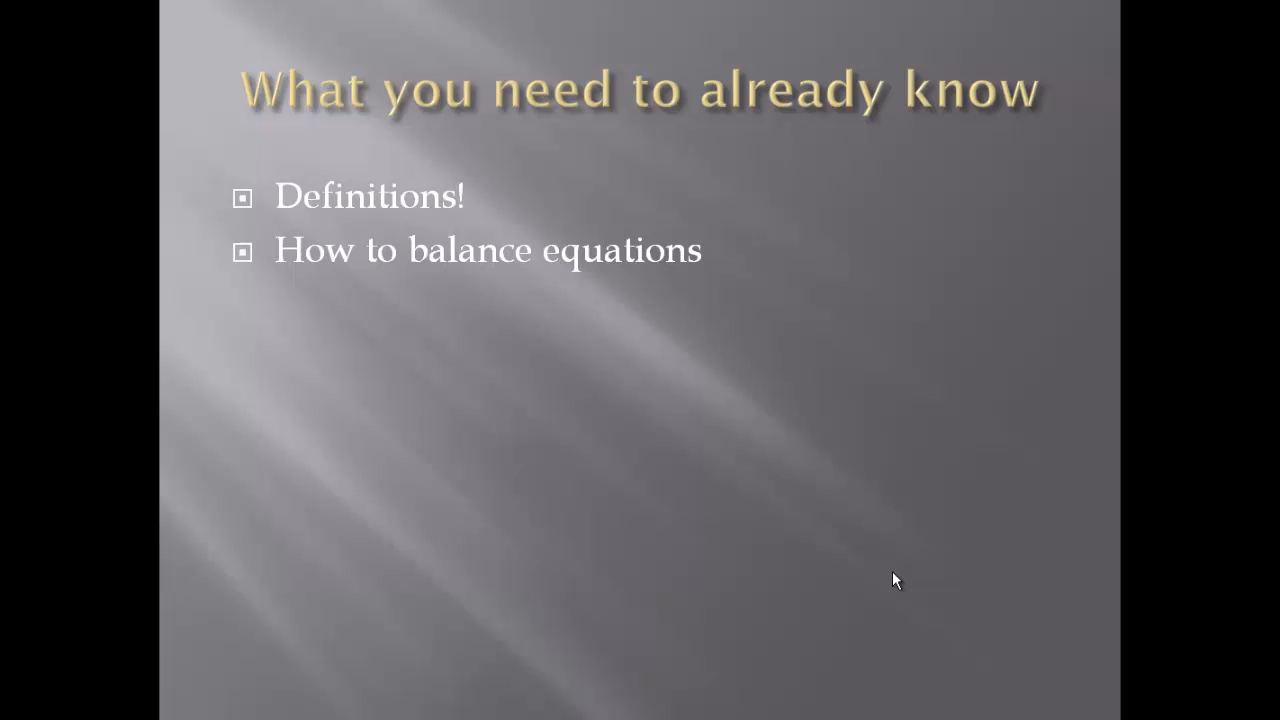 What you need to already know
Definitions!
How to balance equations